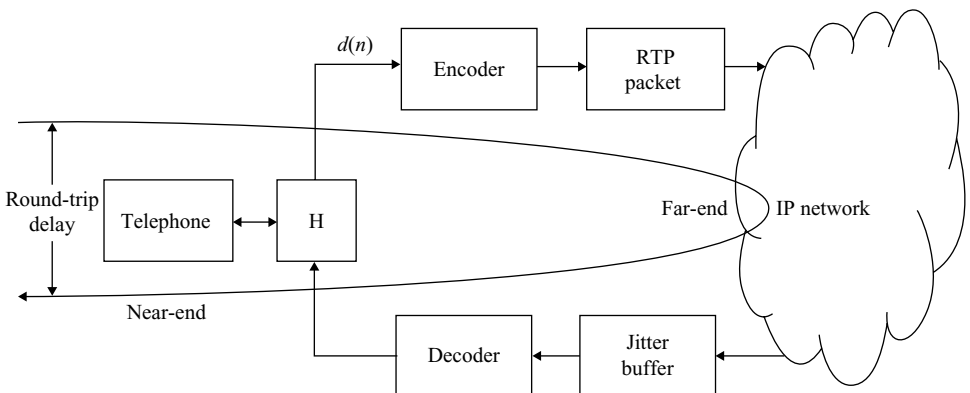 d(n)
Encoder
RTP
packet
Round-trip
delay
Telephone
H
Far-end
IP network
Near-end
Decoder
Jitter
buffer